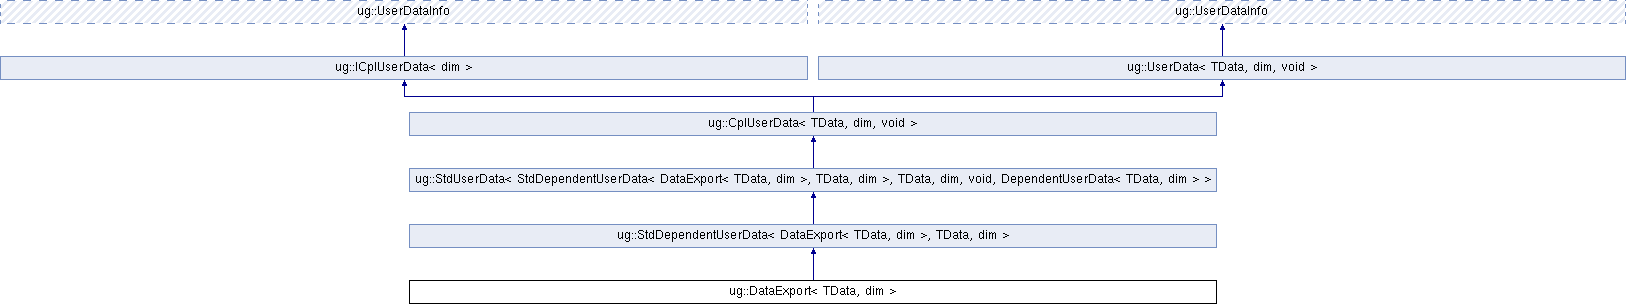 ug::UserDataInfo
ug::UserDataInfo
ug::ICplUserData< dim >
ug::UserData< TData, dim, void >
ug::CplUserData< TData, dim, void >
ug::StdUserData< StdDependentUserData< DataExport< TData, dim >, TData, dim >, TData, dim, void, DependentUserData< TData, dim > >
ug::StdDependentUserData< DataExport< TData, dim >, TData, dim >
ug::DataExport< TData, dim >